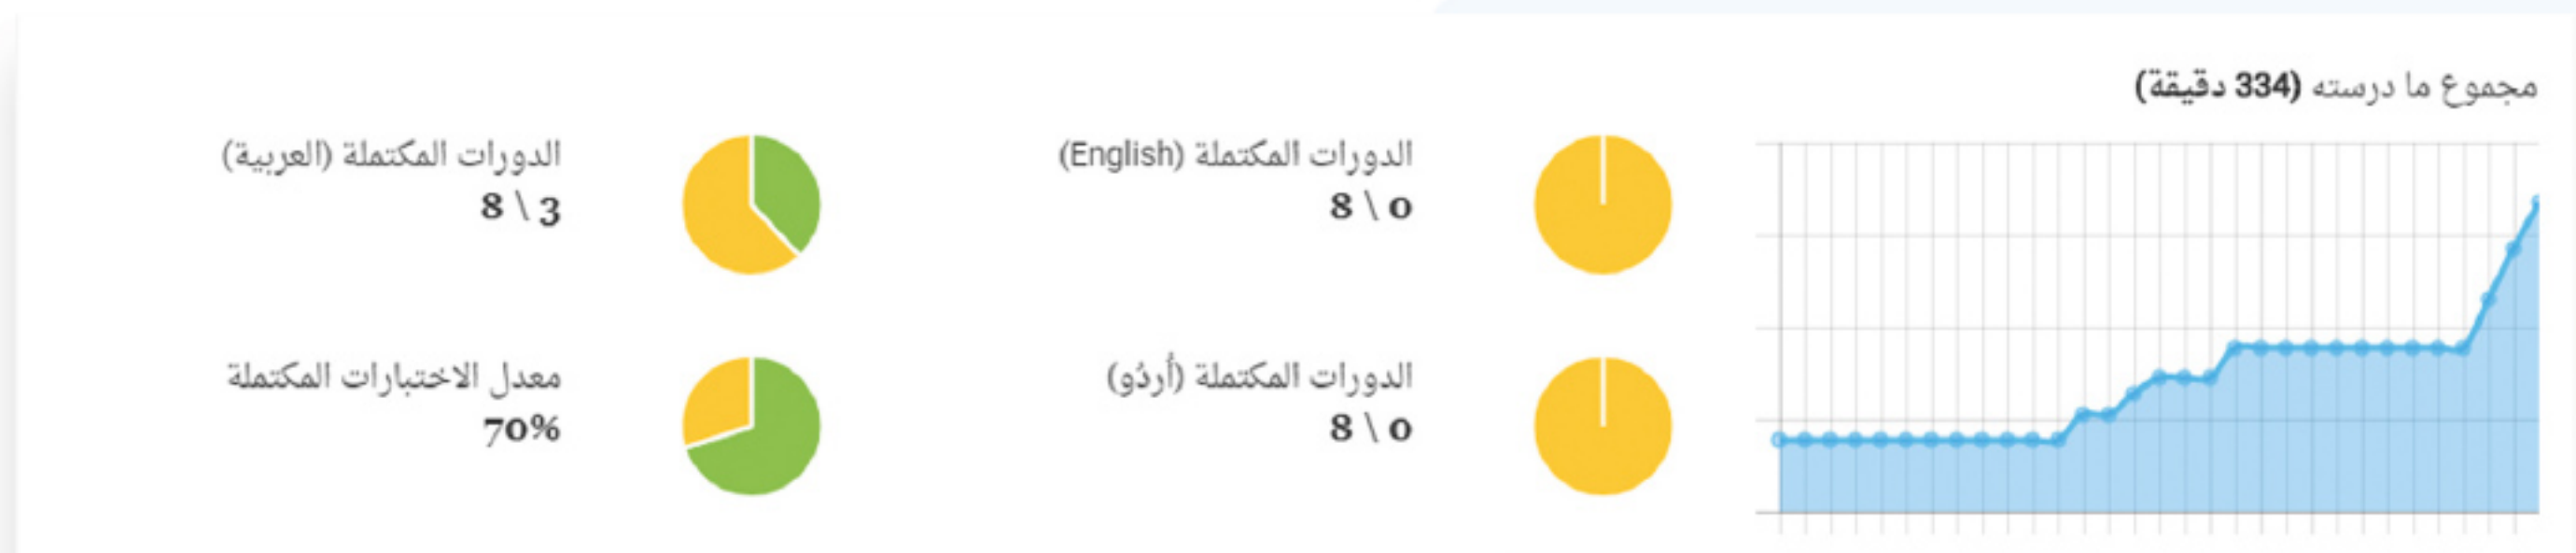 مجموع ما درسته (334 دقيقة)
الدورات المكتملة (English)
8 \ 0
الدورات المكتملة (العربية)
8 \ 3
الدورات المكتملة (أُردُو)
8 \ 0
معدل الاختبارات المكتملة
70%